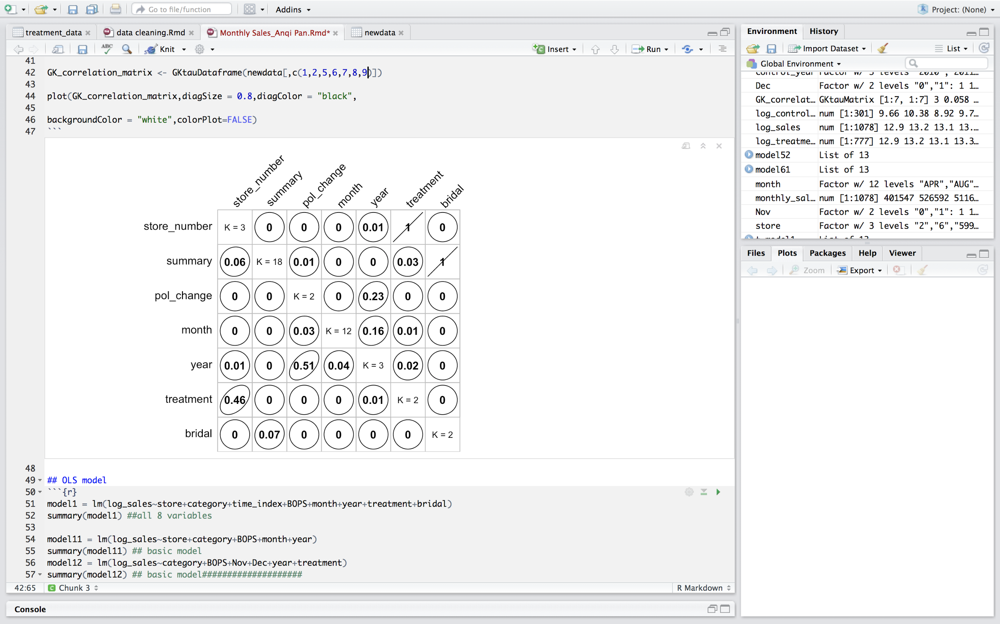 Go to file/function
Addins
Project: (None)
treatment_data
data cleaning.Rmd
Monthly Sales_Anqi Pan.Rmd*
newdata
ABC
Knit
Insert
Run
41
42 GK_correlation_matrix <- GKtauDataframe(newdata[,c(1,2,5,6,7,8,9)])
43
44 plot(GK_correlation_matrix,diagSize = 0.8,diagColor = "black",
45
46 backgroundColor = "white",colorPlot=FALSE)
47 ```
store_number summary pol_change month year treatment bridal
store_number K = 3 0 0 0 0.01 1 0
summary 0.06 K = 18 0.01 0 0 0.03 1
pol_change 0 0 K = 2 0 0.23 0 0
month 0 0 0.03 K = 12 0.16 0.01 0
year 0.01 0 0.51 0.04 K = 3 0.02 0
treatment 0.46 0 0 0 0.01 K = 2 0
bridal 0 0.07 0 0 0 0 K = 2
48
49 ## OLS model
50 ```{r}
51 model1 = lm(log_sales~store+category+time_index+BOPS+month+year+treatment+bridal)
52 summary(model1) ##all 8 variables
53
54 model11 = lm(log_sales~store+category+BOPS+month+year)
55 summary(model11) ## basic model
56 model12 = lm(log_sales~category+BOPS+Nov+Dec+year+treatment)
57 summary(model12) ## basic model####################
42:65 C Chunk 3 R Markdown
Console
Environment History
Import Dataset List
Global Environment
control_year Factor w/ 3 levels "2010", "2011…
Dec Factor w/ 2 levels "0","1": 1 1…
GK_correlat… GKtauMatrix [1:7, 1:7] 3 0.058 …
log_control… num [1:301] 9.66 10.38 8.92 9.7…
log_sales num [1:1078] 12.9 13.2 13.1 13.…
log_treatme… num [1:777] 12.9 13.2 13.1 13.3…
model52 List of 13
model61 List of 13
month Factor w/ 12 levels "APR","AUG"…
monthly_sal… num [1:1078] 401547 526592 5116…
Nov Factor w/ 2 levels "0","1": 1 1…
store Factor w/ 3 levels "2","6","599…
Files Plots Packages Help Viewer
Zoom Export